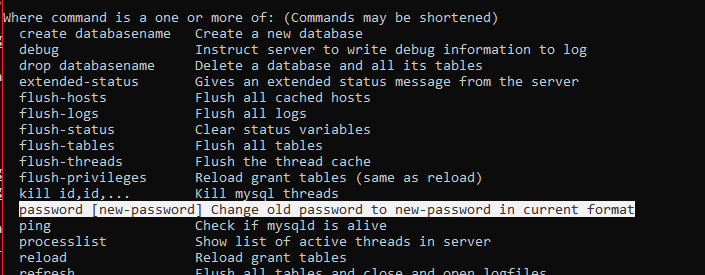 Where command is a one or more of: (Commands may be shortened)
create databasename Create a new database
debug Instruct server to write debug information to log
drop databasename Delete a database and all its tables
extended-status Gives an extended status message from the server
flush-hosts Flush all cached hosts
flush-logs Flush all logs
flush-status Clear status variables
flush-tables Flush all tables
flush-threads Flush the thread cache
flush-privileges Reload grant tables (same as reload)
kill id,id,... Kill mysql threads
password [new-password] Change old password to new-password in current format
ping Check if mysqld is alive
processlist Show list of active threads in server
reload Reload grant tables
refresh Flush all tables and close and open logfiles